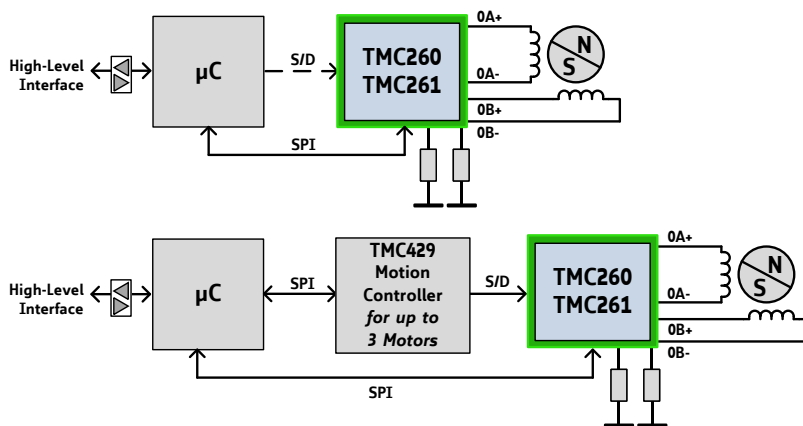 High-Level
Interface
µC
S/D
TMC260
TMC261
0A+
0A-
0B+
0B-
N
S
SPI
High-Level
Interface
µC
SPI
TMC429
Motion
Controller
for up to
3 Motors
S/D
TMC260
TMC261
0A+
0A-
0B+
0B-
N
S
SPI